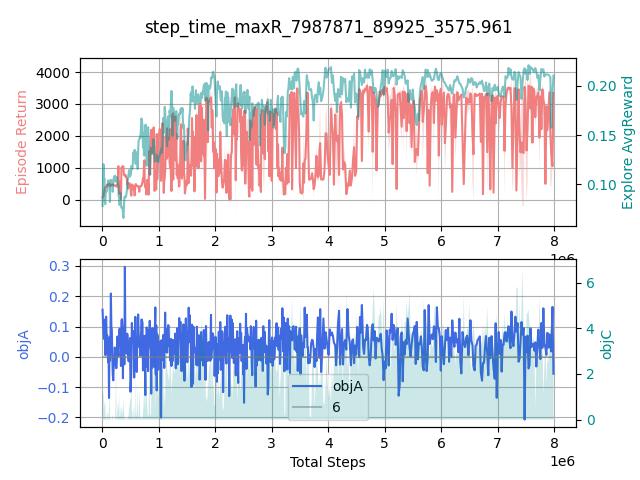 step_time_maxR_7987871_89925_3575.961
Episode Return
4000
3000
2000
1000
0
0.20
0.15
0.10
Explore AvgReward
0 1 2 3 4 5 6 7 8
1e6
objA
0.3
0.2
0.1
0.0
−0.1
−0.2
6
4
2
0
objC
objA
6
0 1 2 3 4 5 6 7 8
Total Steps
1e6